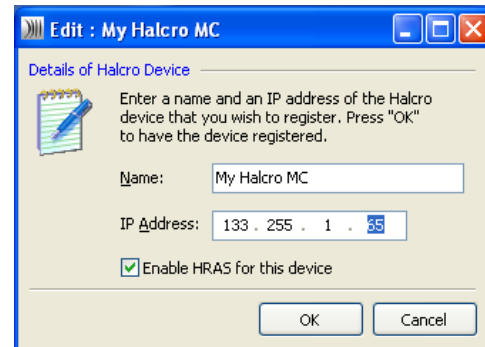 Edit : My Halcro MC
Details of Halcro Device
Enter a name and an IP address of the Halcro
device that you wish to register. Press "OK"
to have the device registered.
Name: My Halcro MC
IP Address: 133 . 255 . 1 . 65
Enable HRAS for this device
OK Cancel